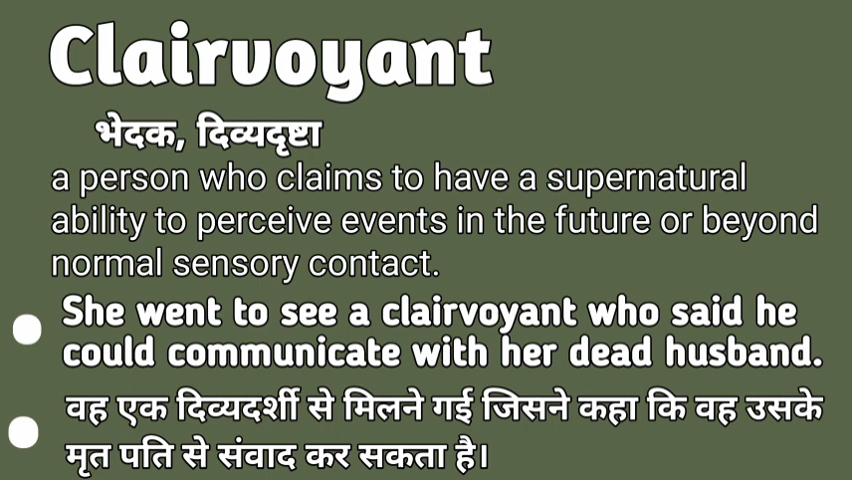 Clairvoyant
भेदक, दिव्यदृष्टा
a person who claims to have a supernatural
ability to perceive events in the future or beyond
normal sensory contact.
She went to see a clairvoyant who said he
could communicate with her dead husband.
वह एक दिव्यदर्शी से मिलने गई जिसने कहा कि वह उसके
मृत पति से संवाद कर सकता है।